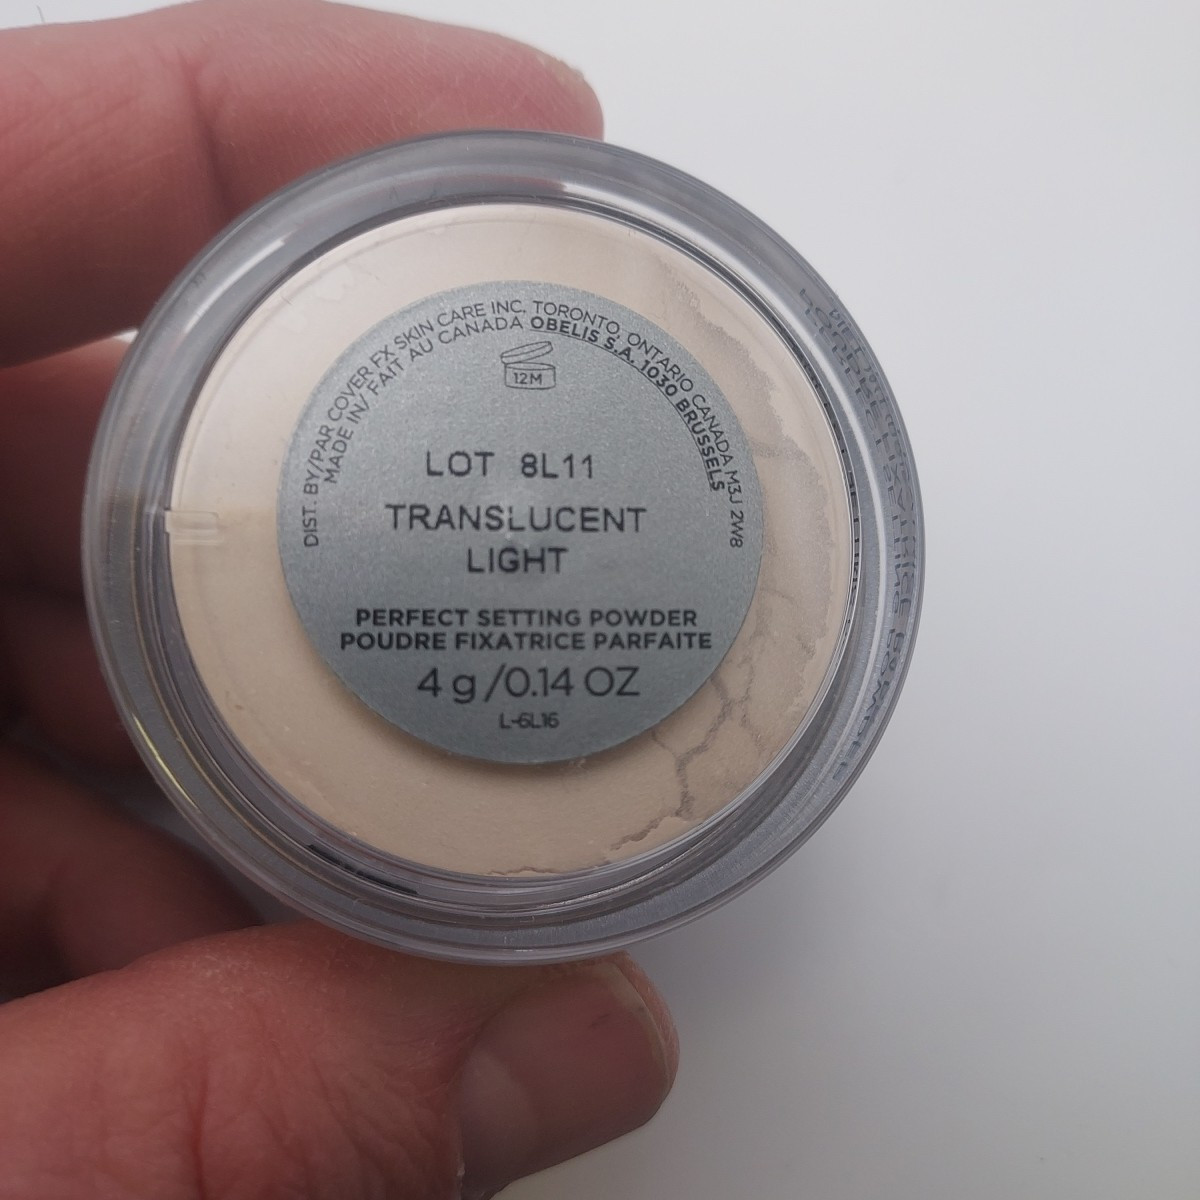 DIST. BY/PAR COVER FX SKIN CARE INC. TORONTO, ONTARIO CANADA M3J 2W8
MADE IN/ FAIT AU CANADA OBELIS S.A. 1030 BRUSSELS
12M
LOT 8L11
TRANSLUCENT
LIGHT
PERFECT SETTING POWDER
POUDRE FIXATRICE PARFAITE
4 g/0.14 OZ
L-6L16